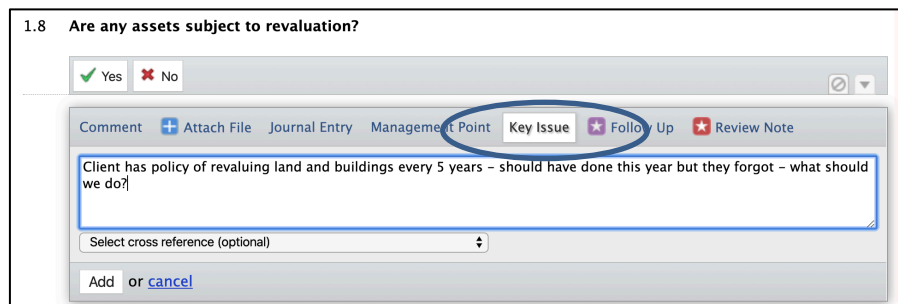 1.8 Are any assets subject to revaluation?
Yes No
Comment Attach File Journal Entry Management Point Key Issue Follow Up Review Note
Client has policy of revaluing land and buildings every 5 years – should have done this year but they forgot – what should
we do?
Select cross reference (optional)
Add or cancel